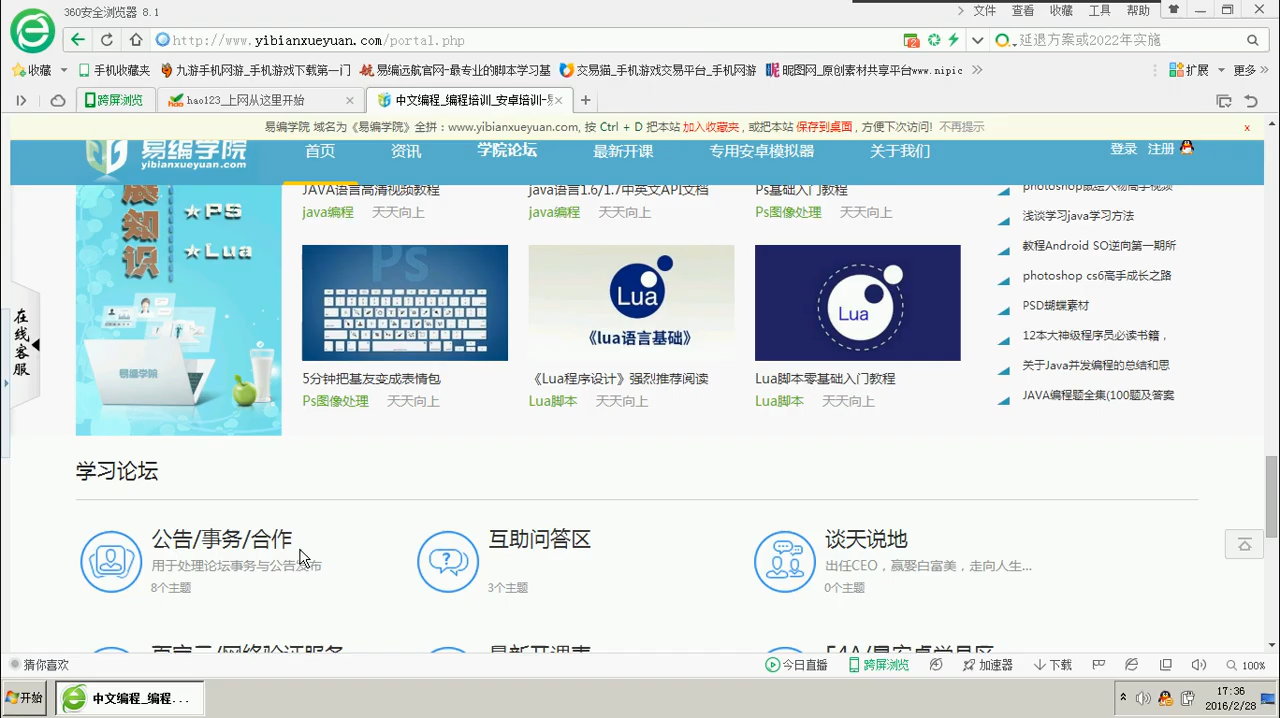 360安全浏览器 8.1
文件 查看 收藏 工具 帮助
http://www.yibianxueyuan.com/portal.php
2
延迟方案或2022年实施
收藏 手机收藏夹 九游手机网游_手机游戏下载第一门 易编远航官网-最专业的脚本学习基 交易猫_手机游戏交易平台_手机网游 昵图网_原创素材共享平台www.nipic 扩展 更多
跨屏浏览 hao123_上网从这里开始 中文编程_编程培训_安卓培训-易
易编学院 域名为《易编学院》全拼：www.yibianxueyuan.com, 按 Ctrl + D 把本站 加入收藏夹 , 或把本站 保存到桌面 , 方便下次访问! 不再提示 x
易编学院
yibianxueyuan.com
首页 资讯 学院论坛 最新开课 专用安卓模拟器 关于我们 登录 注册
展知识
★PS
★Lua
易编学院
JAVA语言高清视频教程
java编程 天天向上
java语言1.6/1.7中英文API文档
java编程 天天向上
Ps基础入门教程
Ps图像处理 天天向上
Ps
Lua
《lua语言基础》
Lua
5分钟把基友变成表情包
Ps图像处理 天天向上
《Lua程序设计》强烈推荐阅读
Lua脚本 天天向上
Lua脚本零基础入门教程
Lua脚本 天天向上
浅谈学习java学习方法
教程Android SO逆向第一期所
photoshop cs6高手成长之路
PSD蝴蝶素材
12本大神级程序员必读书籍，
关于Java并发编程的总结和思
JAVA编程题全集(100题及答案
在线客服
学习论坛
公告/事务/合作
用于处理论坛事务与公告发布
8个主题
互助问答区
3个主题
谈天说地
出任CEO，赢娶白富美，走向人生...
0个主题
猜你喜欢
今日直播 跨屏浏览 加速器 下载 100%
开始 中文编程_编程...
17:36
2016/2/28